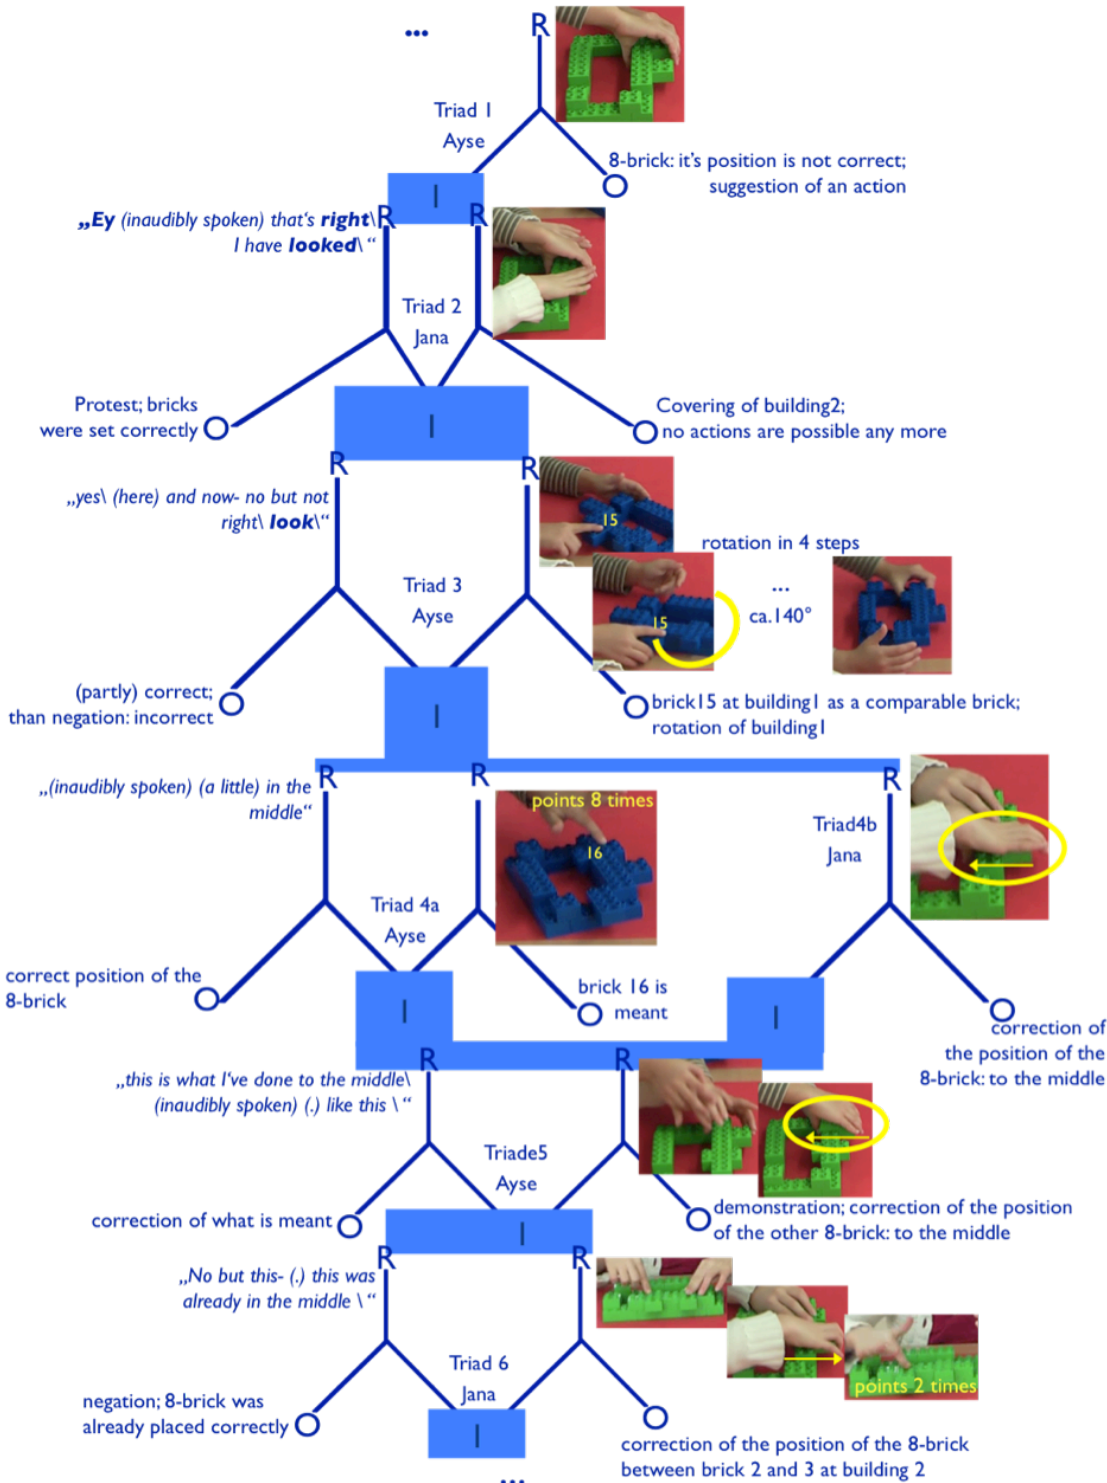 ...
R
Triad 1
Ayse
8-brick: it's position is not correct;
suggestion of an action
I
„Ey (inaudibly spoken) that's right\
I have looked\ “
R
R
Triad 2
Jana
Protest; bricks
were set correctly
Covering of building2;
no actions are possible any more
I
R
R
„yes\ (here) and now- no but not
right\ look\“
15
rotation in 4 steps
...
ca.140°
15
Triad 3
Ayse
(partly) correct;
than negation: incorrect
brick15 at building1 as a comparable brick;
rotation of building1
I
R
R
R
„(inaudibly spoken) (a little) in the
middle“
points 8 times
16
Triad4b
Jana
Triad 4a
Ayse
correct position of the
8-brick
brick 16 is
meant
correction of
the position of the
8-brick: to the middle
I
I
R
R
„this is what I've done to the middle\
(inaudibly spoken) (.) like this \ “
Triade5
Ayse
correction of what is meant
demonstration; correction of the position
of the other 8-brick: to the middle
I
R
R
„No but this- (.) this was
already in the middle \ “
points 2 times
Triad 6
Jana
negation; 8-brick was
already placed correctly
correction of the position of the 8-brick
between brick 2 and 3 at building 2
I
...